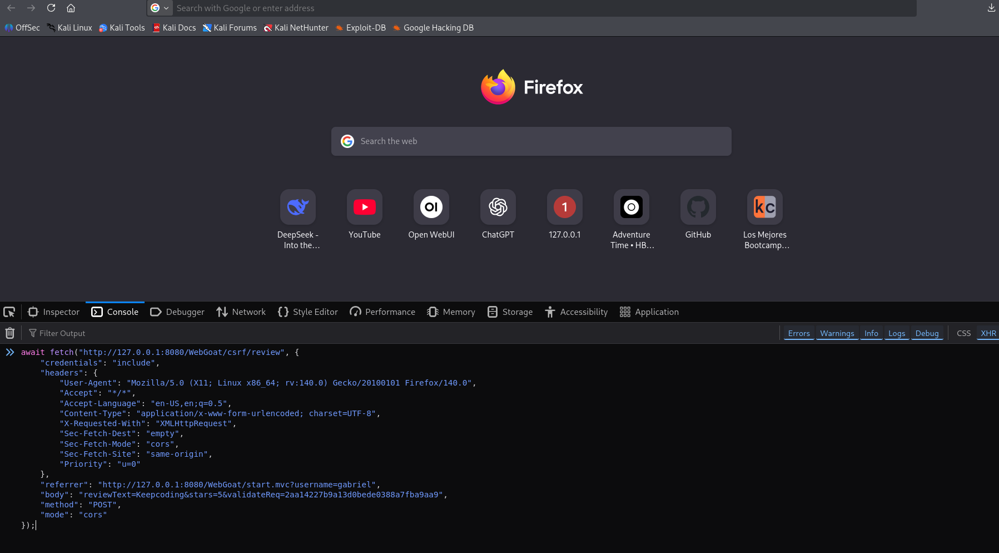 Search with Google or enter address
OffSec Kali Linux Kali Tools Kali Docs Kali Forums Kali NetHunter Exploit-DB Google Hacking DB
Firefox
Search the web
OI
1
kc
DeepSeek - Into the...
YouTube
Open WebUI
ChatGPT
127.0.0.1
Adventure Time • HB...
GitHub
Los Mejores Bootcamp...
Inspector Console Debugger Network Style Editor Performance Memory Storage Accessibility Application
Filter Output Errors Warnings Info Logs Debug CSS XHR
await fetch("http://127.0.0.1:8080/WebGoat/csrf/review", {
    "credentials": "include",
    "headers": {
        "User-Agent": "Mozilla/5.0 (X11; Linux x86_64; rv:140.0) Gecko/20100101 Firefox/140.0",
        "Accept": "*/*",
        "Accept-Language": "en-US,en;q=0.5",
        "Content-Type": "application/x-www-form-urlencoded; charset=UTF-8",
        "X-Requested-With": "XMLHttpRequest",
        "Sec-Fetch-Dest": "empty",
        "Sec-Fetch-Mode": "cors",
        "Sec-Fetch-Site": "same-origin",
        "Priority": "u=0"
    },
    "referrer": "http://127.0.0.1:8080/WebGoat/start.mvc?username=gabriel",
    "body": "reviewText=Keepcoding&stars=5&validateReq=2aa14227b9a13d0bede0388a7fba9aa9",
    "method": "POST",
    "mode": "cors"
});